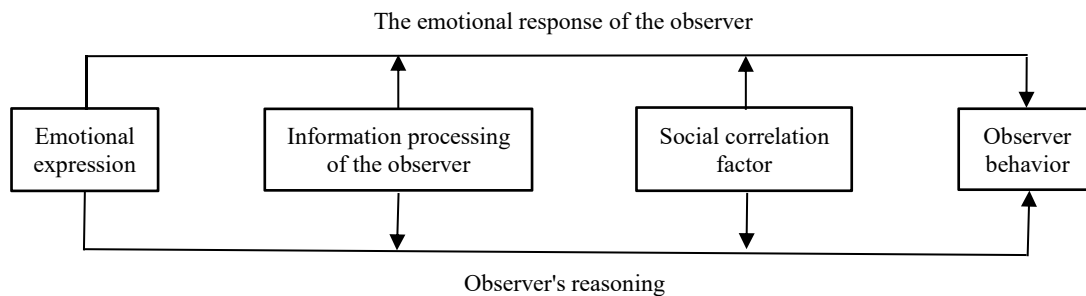 The emotional response of the observer
Emotional
expression
Information processing
of the observer
Social correlation
factor
Observer
behavior
Observer's reasoning